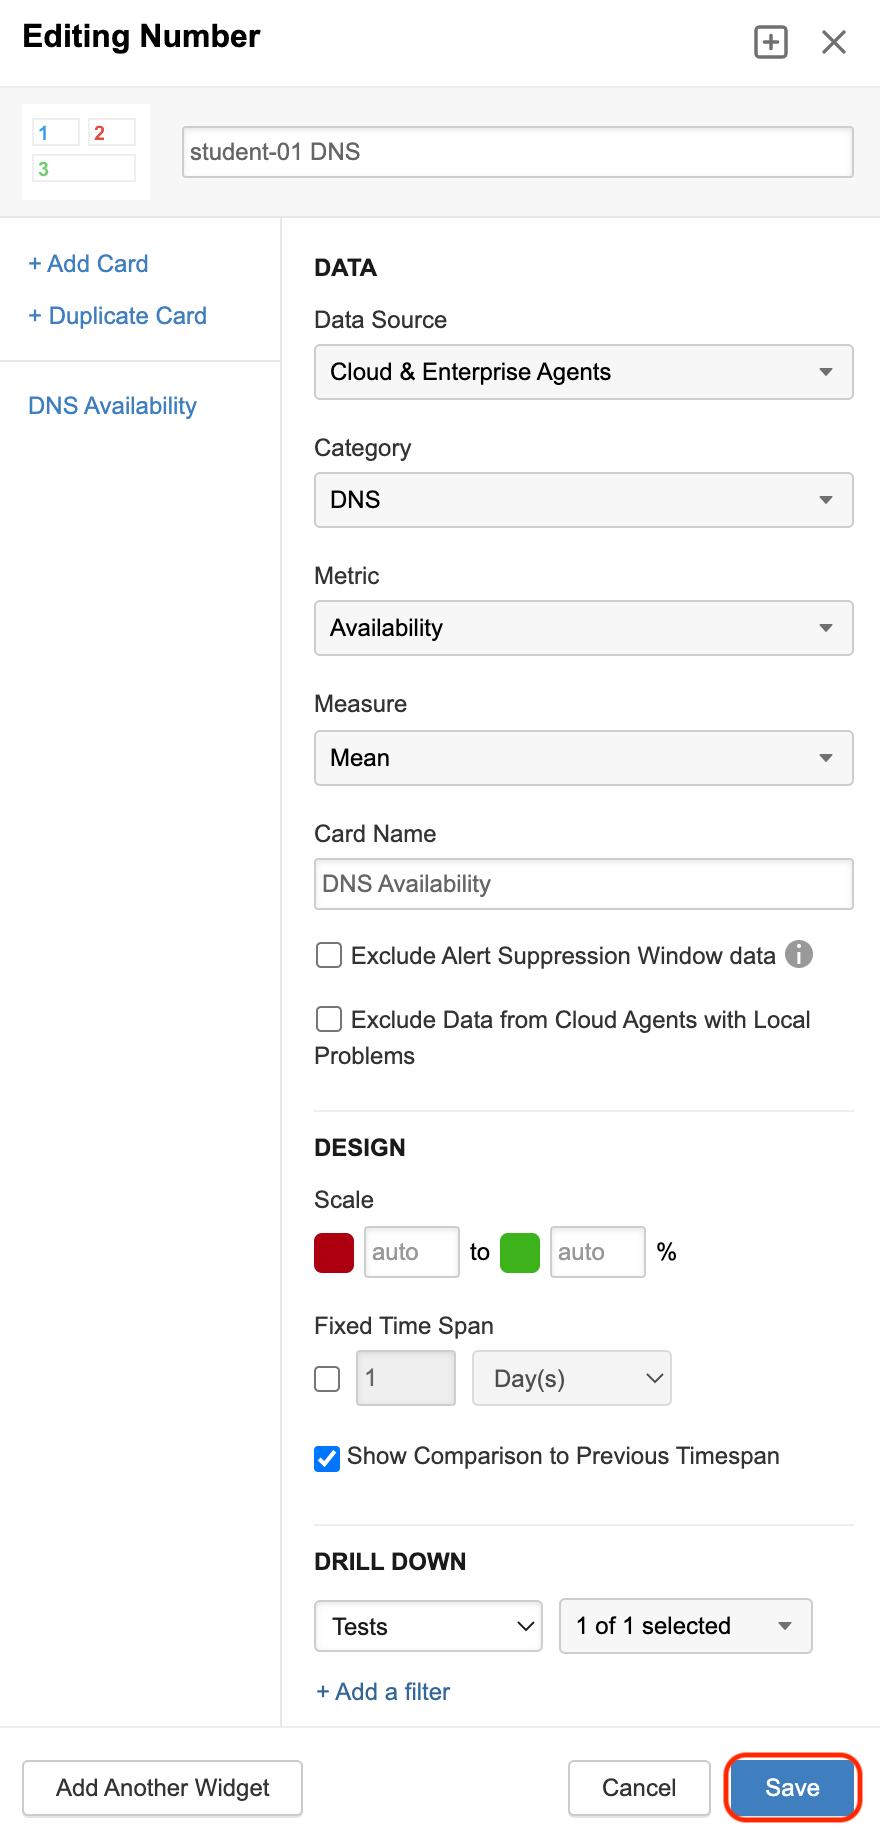 Editing Number
1 2
3
student-01 DNS
+ Add Card
+ Duplicate Card
DNS Availability
DATA
Data Source
Cloud & Enterprise Agents
Category
DNS
Metric
Availability
Measure
Mean
Card Name
DNS Availability
Exclude Alert Suppression Window data
Exclude Data from Cloud Agents with Local
Problems
DESIGN
Scale
auto to auto %
Fixed Time Span
1 Day(s)
Show Comparison to Previous Timespan
DRILL DOWN
Tests 1 of 1 selected
+ Add a filter
Add Another Widget Cancel Save